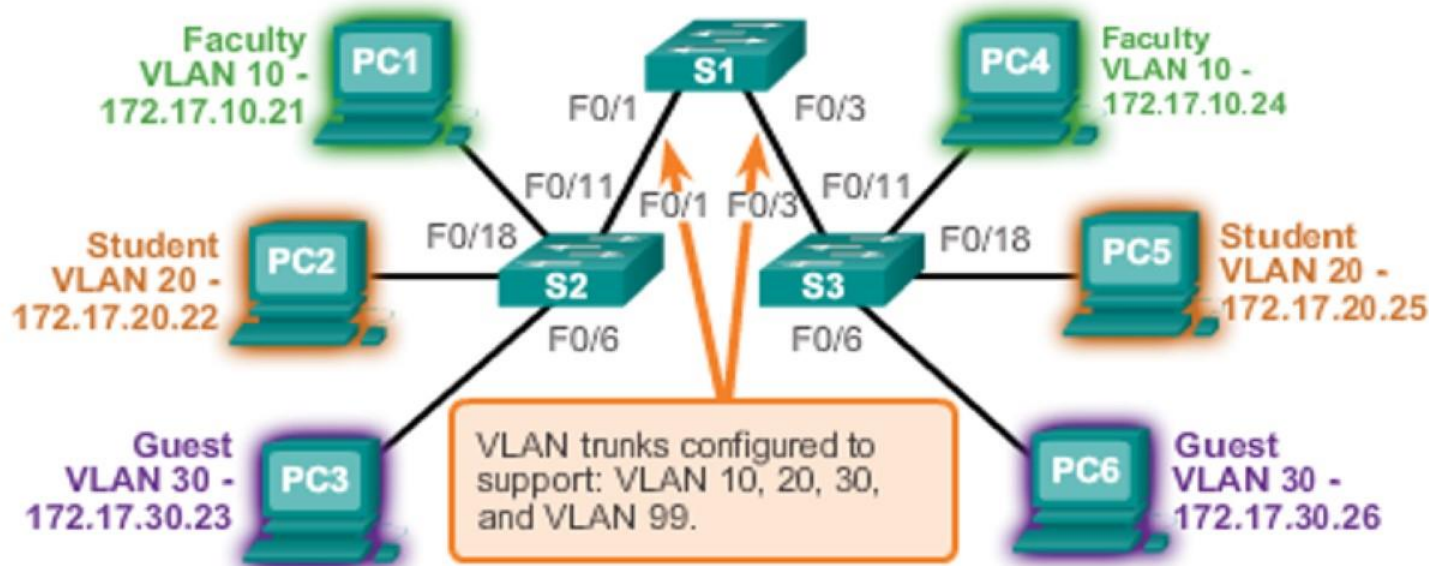 Faculty
VLAN 10 -
172.17.10.21
PC1
S1
PC4
Faculty
VLAN 10 -
172.17.10.24
F0/1
F0/3
F0/11
F0/1
F0/3
F0/11
Student
VLAN 20 -
172.17.20.22
PC2
F0/18
S2
S3
F0/18
PC5
Student
VLAN 20 -
172.17.20.25
F0/6
F0/6
Guest
VLAN 30 -
172.17.30.23
PC3
VLAN trunks configured to
support: VLAN 10, 20, 30,
and VLAN 99.
PC6
Guest
VLAN 30 -
172.17.30.26